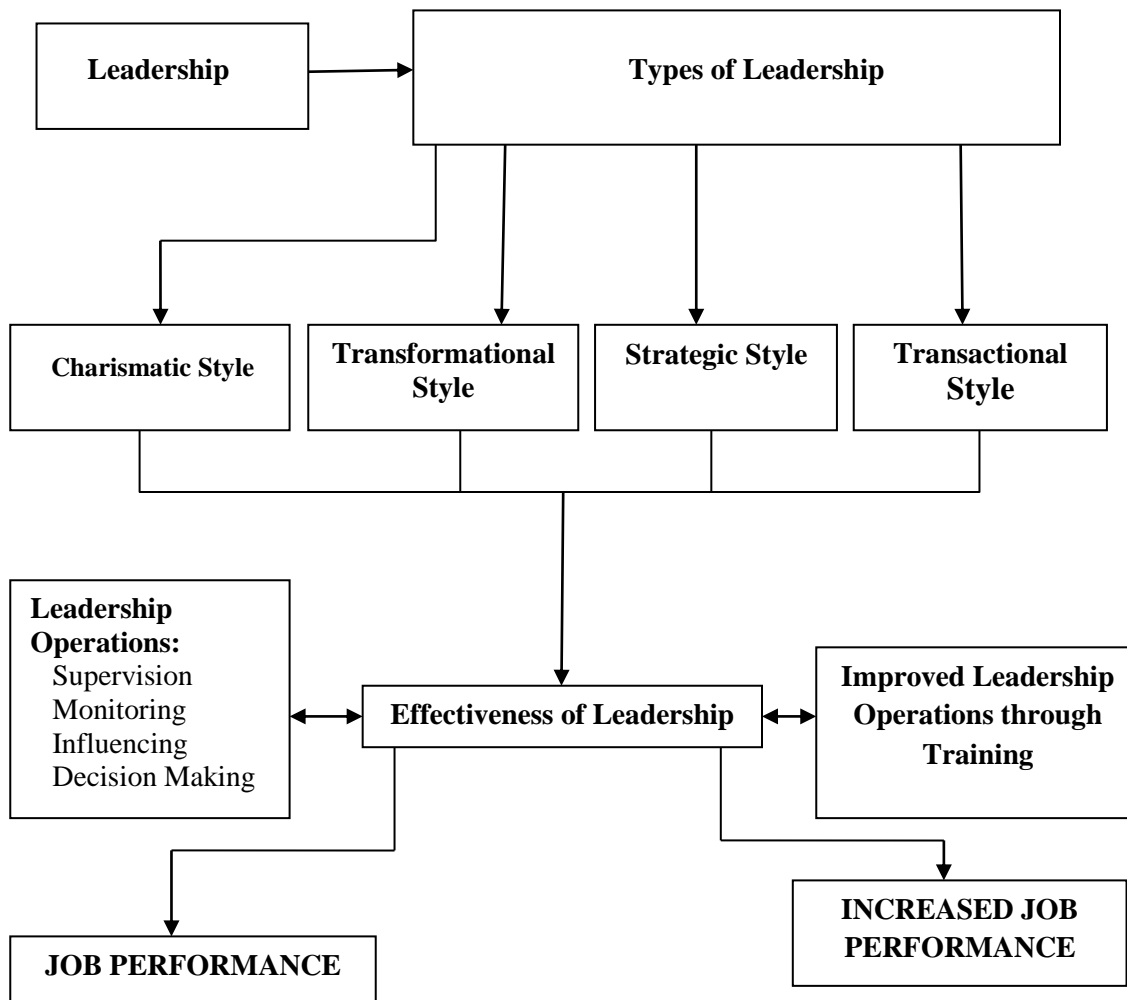 Leadership
Types of Leadership
Charismatic Style
Transformational
Style
Strategic Style
Transactional
Style
Leadership
Operations:
Supervision
Monitoring
Influencing
Decision Making
Effectiveness of Leadership
Improved Leadership
Operations through
Training
JOB PERFORMANCE
INCREASED JOB
PERFORMANCE